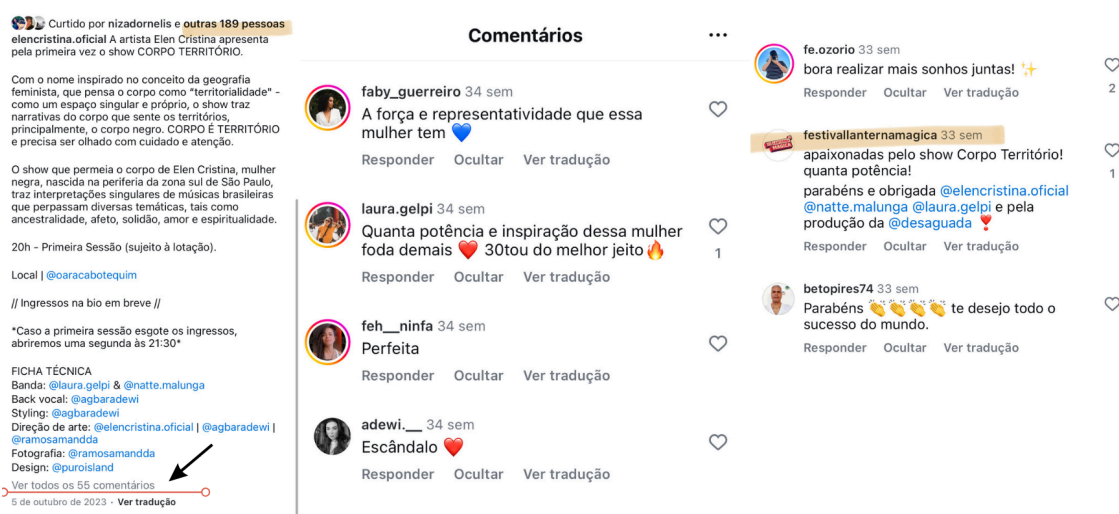 Curtido por nizadornelis e outras 189 pessoas
elencristina.oficial A artista Elen Cristina apresenta
pela primeira vez o show CORPO TERRITÓRIO.
Com o nome inspirado no conceito da geografia
feminista, que pensa o corpo como "territorialidade" -
como um espaço singular e próprio, o show traz
narrativas do corpo que sente os territórios,
principalmente, o corpo negro. CORPO É TERRITÓRIO
e precisa ser olhado com cuidado e atenção.
O show que permeia o corpo de Elen Cristina, mulher
negra, nascida na periferia da zona sul de São Paulo,
traz interpretações singulares de músicas brasileiras
que perpassam diversas temáticas, tais como
ancestralidade, afeto, solidão, amor e espiritualidade.
20h - Primeira Sessão (sujeito à lotação).
Local | @oaracabotequim
// Ingressos na bio em breve //
*Caso a primeira sessão esgote os ingressos,
abriremos uma segunda às 21:30*
FICHA TÉCNICA
Banda: @laura.gelpi & @natte.malunga
Back vocal: @agbaradewi
Styling: @agbaradewi
Direção de arte: @elencristina.oficial | @agbaradewi |
@ramosamandda
Fotografia: @ramosamandda
Design: @puroisland
Ver todos os 55 comentários
5 de outubro de 2023 · Ver tradução
Comentários
faby_guerreiro 34 sem
A força e representatividade que essa
mulher tem 💙
Responder Ocultar Ver tradução
laura.gelpi 34 sem
Quanta potência e inspiração dessa mulher
foda demais ❤️ 30tou do melhor jeito🔥
1
Responder Ocultar Ver tradução
feh__ninfa 34 sem
Perfeita
Responder Ocultar Ver tradução
adewi.__ 34 sem
Escândalo ❤️
Responder Ocultar Ver tradução
fe.ozorio 33 sem
bora realizar mais sonhos juntas! ✨
Responder Ocultar Ver tradução
2
festivallanternamagica 33 sem
apaixonadas pelo show Corpo Território!
quanta potência!
1
parabéns e obrigada @elencristina.oficial
@natte.malunga @laura.gelpi e pela
produção da @desaguada ❣️
Responder Ocultar Ver tradução
betopires74 33 sem
Parabéns 👏👏👏👏 te desejo todo o
sucesso do mundo.
Responder Ocultar Ver tradução